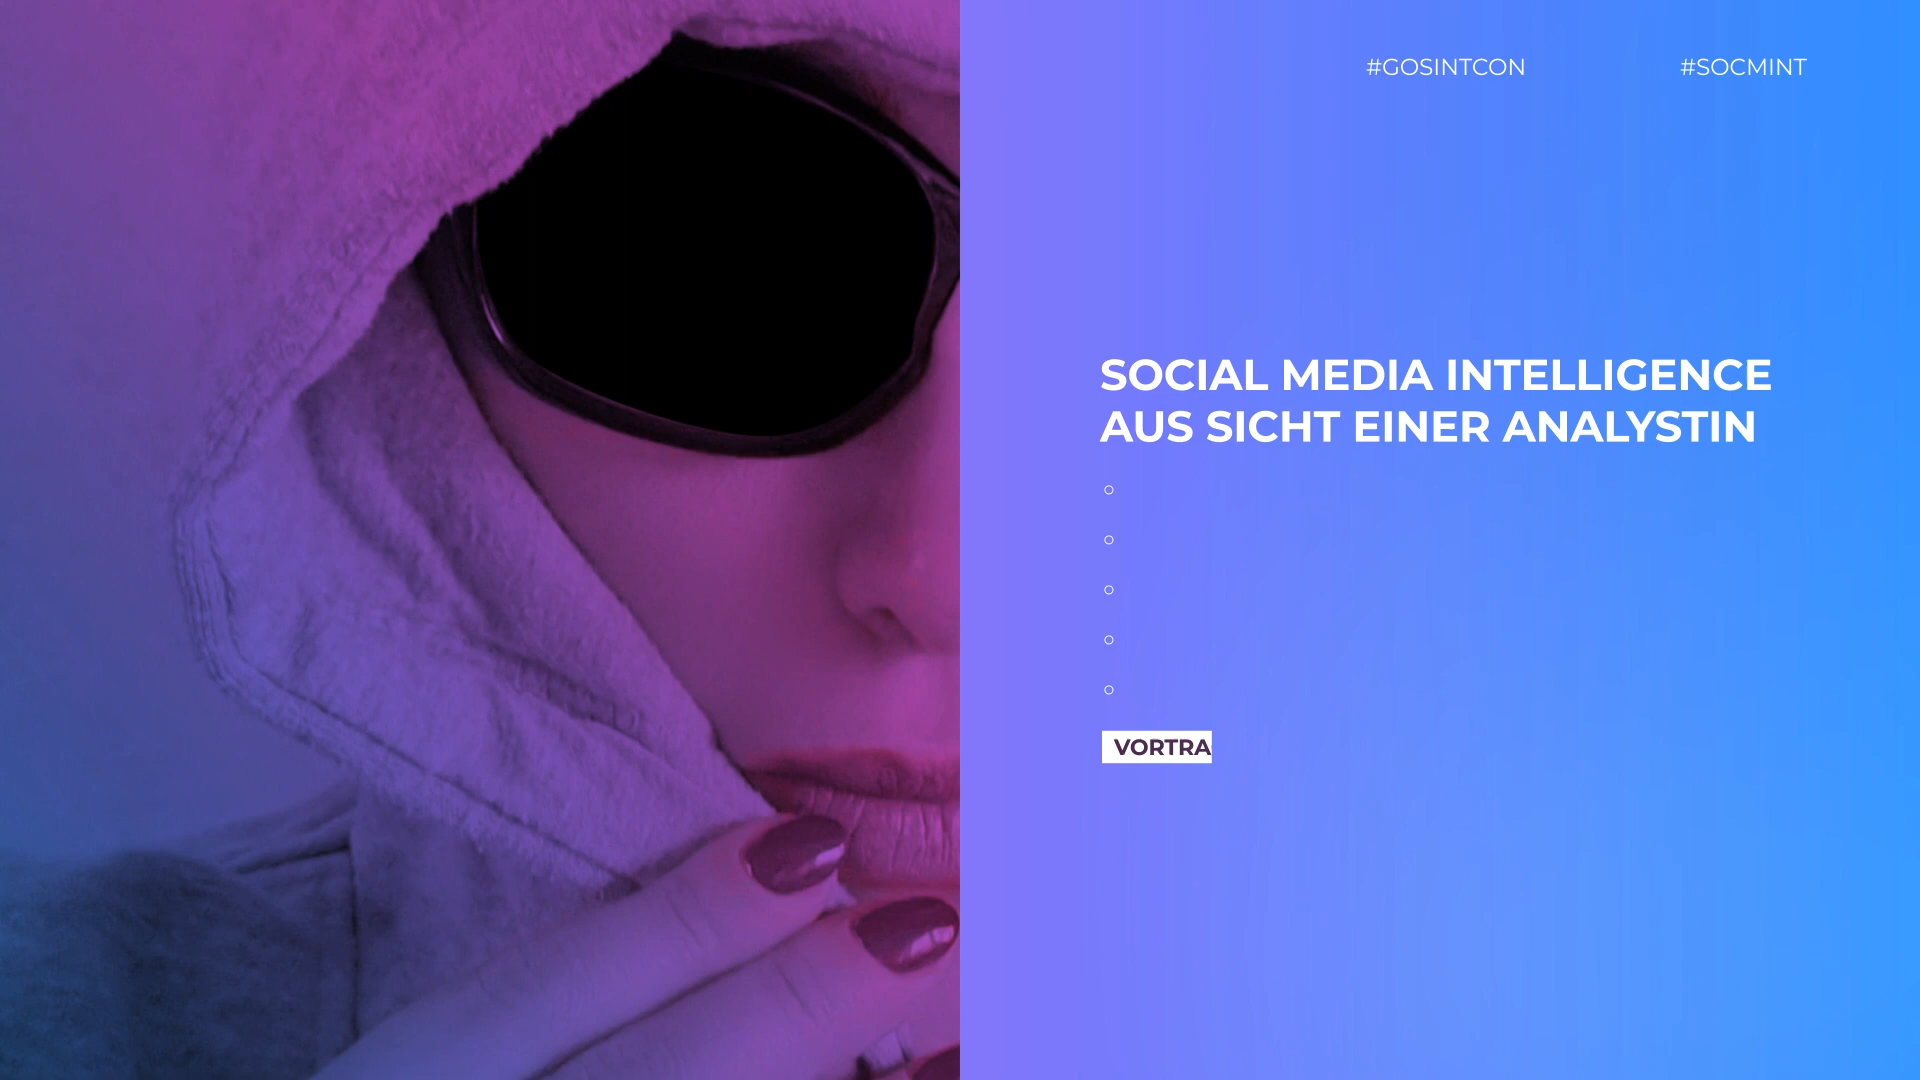 #GOSINTCON #SOCMINT
SOCIAL MEDIA INTELLIGENCE
AUS SICHT EINER ANALYSTIN
VORTRA